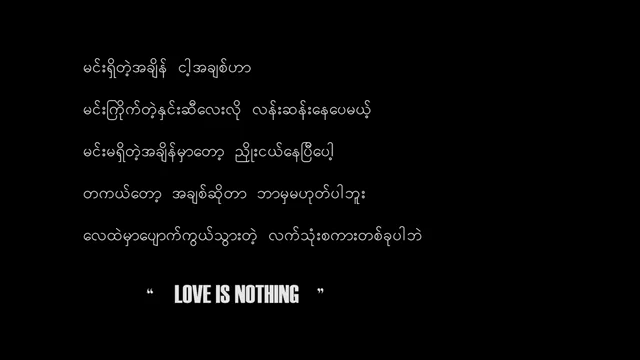 မင်းရှိတဲ့အချိန် ငါ့အချစ်ဟာ
မင်းကြိုက်တဲ့နှင်းဆီလေးလို လန်းဆန်းနေပေမယ့်
မင်းမရှိတဲ့အချိန်မှာတော့ ညှိုးငယ်နေပြီပေါ့
တကယ်တော့ အချစ်ဆိုတာ ဘာမှမဟုတ်ပါဘူး
လေထဲမှာပျောက်ကွယ်သွားတဲ့ လက်သုံးစကားတစ်ခုပါဘဲ
“ LOVE IS NOTHING ”